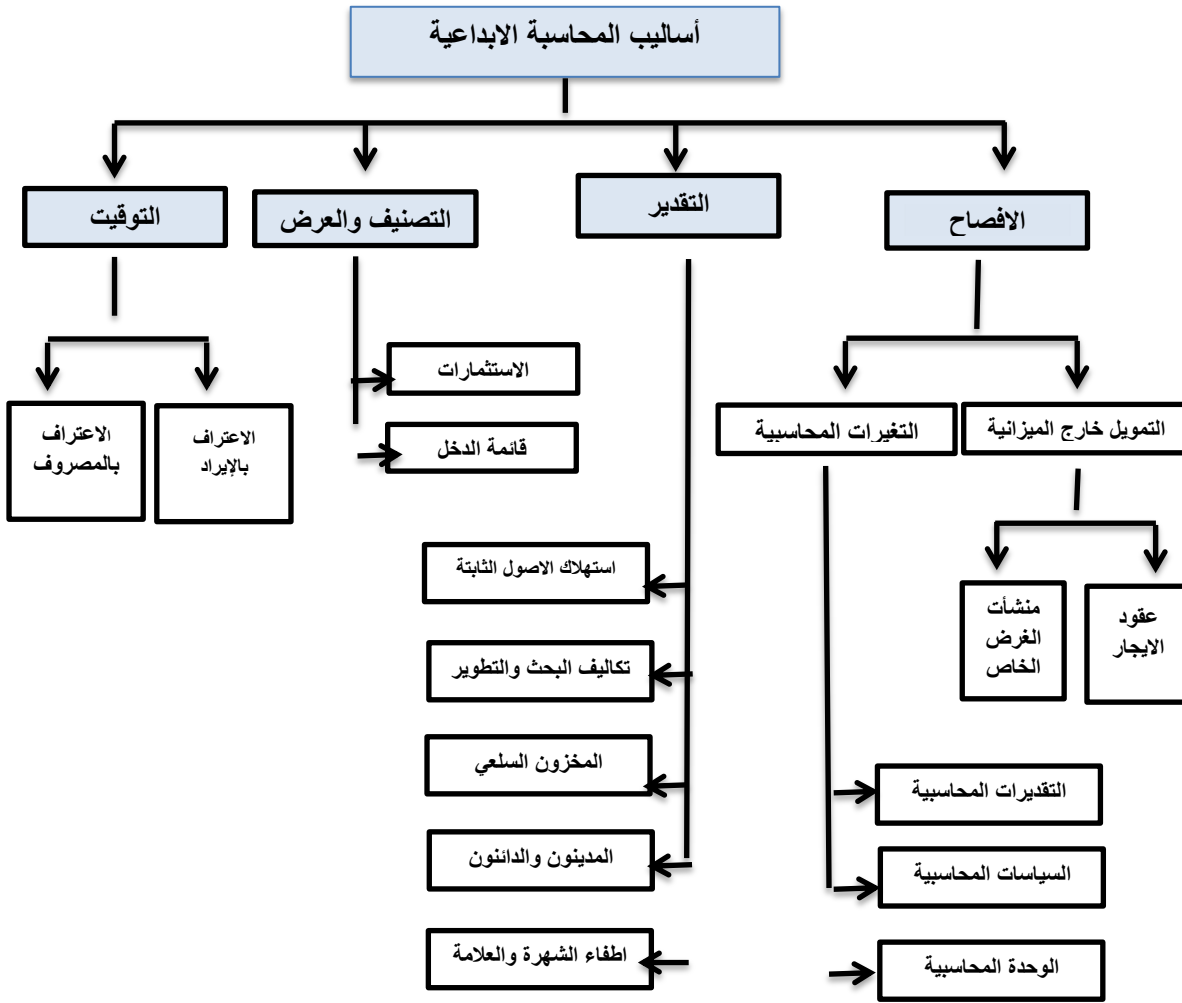 أساليب المحاسبة الابداعية
الافصاح
التقدير
التصنيف والعرض
التوقيت
التمويل خارج الميزانية
التغيرات المحاسبية
عقود
الايجار
منشأت
الغرض
الخاص
التقديرات المحاسبية
السياسات المحاسبية
الوحدة المحاسبية
استهلاك الاصول الثابتة
تكاليف البحث والتطوير
المخزون السلعي
المدينون والدائنون
اطفاء الشهرة والعلامة
الاستثمارات
قائمة الدخل
الاعتراف
بالإيراد
الاعتراف
بالمصروف